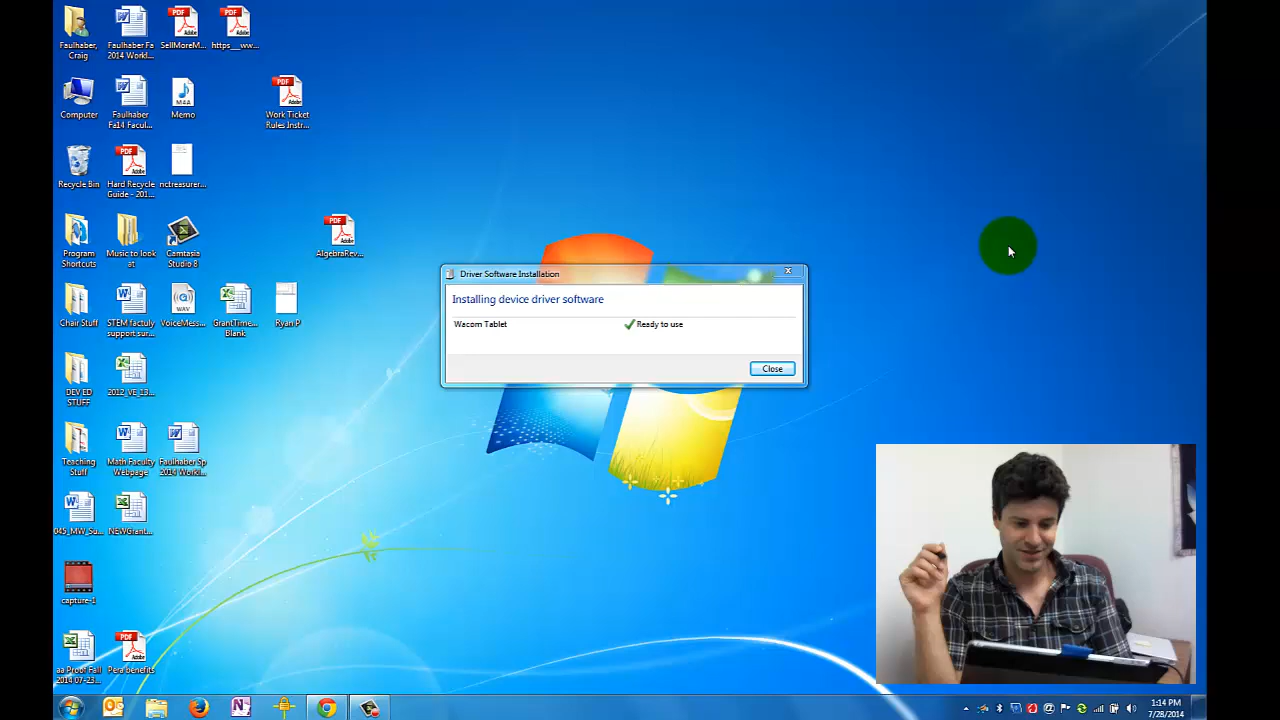 Faulhaber,
Craig
Faulhaber Fa
2014 Workl...
SellMoreM...
https__ww...
Computer
Faulhaber
Fa14 Facul...
Memo
Work Ticket
Rules Instr...
Recycle Bin
Hard Recycle
Guide - 201...
nctreasurer...
Program
Shortcuts
Music to look
at
Camtasia
Studio 8
AlgebraRev...
Chair Stuff
STEM factuly
support sur...
VoiceMess...
GrantTime...
Blank
Ryan P
DEV ED
STUFF
2012_VE_13...
Teaching
Stuff
Math Faculty
Webpage
Faulhaber Sp
2014 Workl...
045_MW_Su...
NEWGrant...
capture-1
aa Proof Fall
2014 07-23...
Pera benefits
Driver Software Installation
Installing device driver software
Wacom Tablet
Ready to use
Close
1:14 PM
7/28/2014